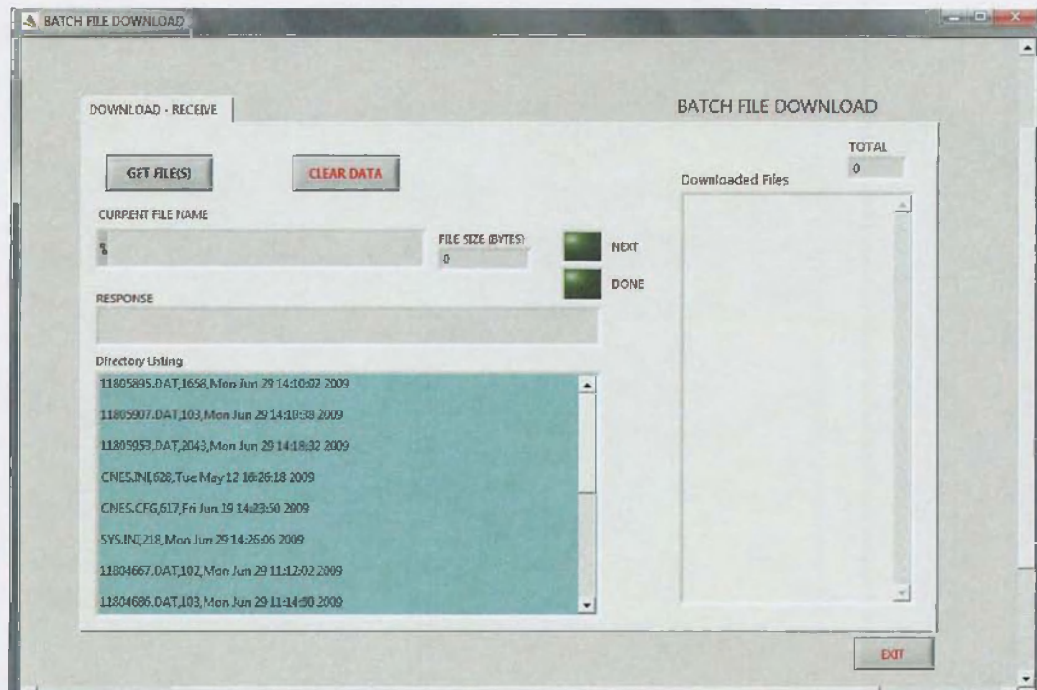 BATCH FILE DOWNLOAD
DOWNLOAD - RECEIVE
BATCH FILE DOWNLOAD
GET FILE(S)
CLEAR DATA
TOTAL
0
Downloaded Files
CURRENT FILE NAME
%
FILE SIZE (BYTES)
0
NEXT
DONE
RESPONSE
Directory Listing
11805895.DAT,1658,Mon Jun 29 14:10:02 2009
11805907.DAT,103,Mon Jun 29 14:10:38 2009
11805953.DAT,2043,Mon Jun 29 14:18:32 2009
CNES.INI,628,Tue May 12 16:26:18 2009
CNES.CFG,617,Fri Jun 19 14:23:50 2009
SYS.INI,218,Mon Jun 29 14:26:06 2009
11804667.DAT,102,Mon Jun 29 11:12:02 2009
11804686.DAT,103,Mon Jun 29 11:14:50 2009
EXIT